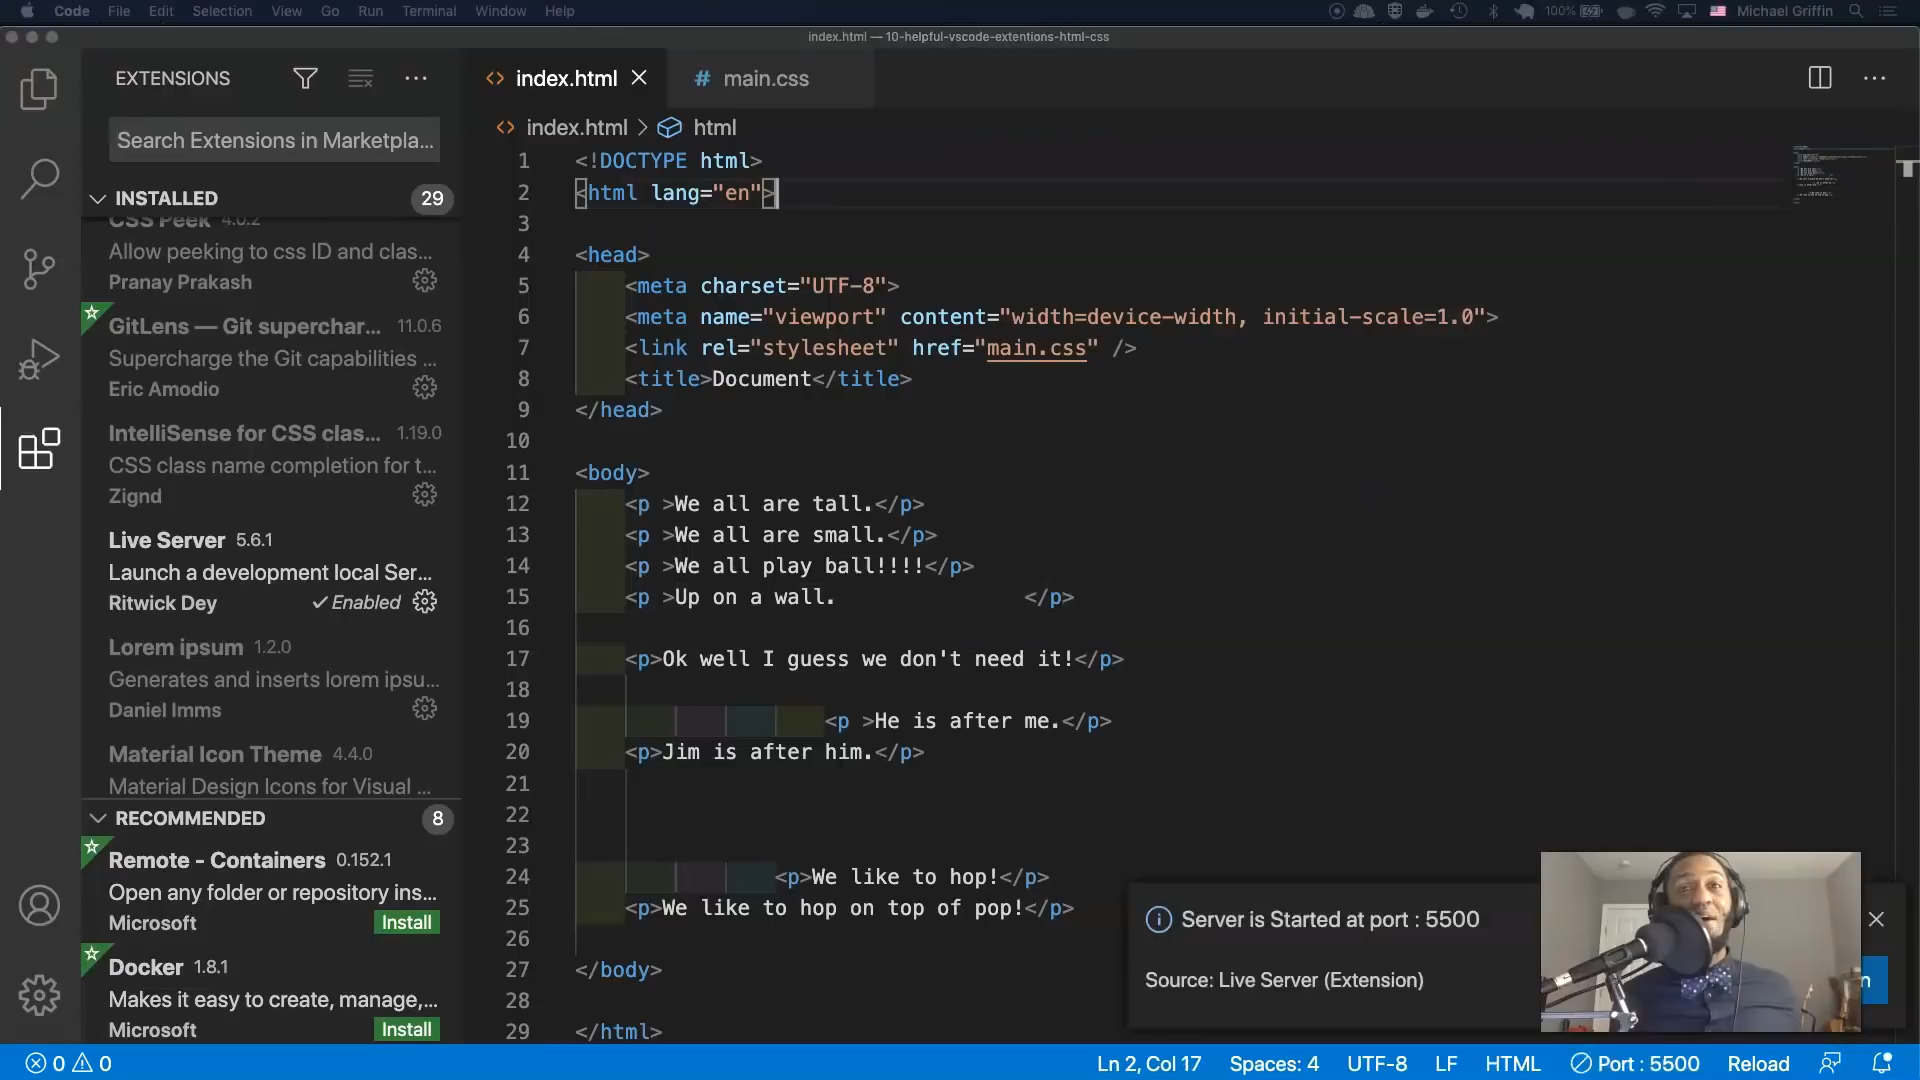 Code File Edit Selection View Go Run Terminal Window Help 100% Michael Griffin
index.html — 10-helpful-vscode-extentions-html-css
EXTENSIONS
Search Extensions in Marketpla...
INSTALLED 29
CSS Peek 4.0.2
Allow peeking to css ID and clas...
Pranay Prakash
GitLens — Git superchar... 11.0.6
Supercharge the Git capabilities ...
Eric Amodio
IntelliSense for CSS clas... 1.19.0
CSS class name completion for t...
Zignd
Live Server 5.6.1
Launch a development local Ser...
Ritwick Dey ✓ Enabled
Lorem ipsum 1.2.0
Generates and inserts lorem ipsu...
Daniel Imms
Material Icon Theme 4.4.0
Material Design Icons for Visual ...
RECOMMENDED 8
Remote - Containers 0.152.1
Open any folder or repository ins...
Microsoft Install
Docker 1.8.1
Makes it easy to create, manage,...
Microsoft Install
<> index.html × # main.css
<> index.html > html
1 <!DOCTYPE html>
2 <html lang="en">
3
4 <head>
5 <meta charset="UTF-8">
6 <meta name="viewport" content="width=device-width, initial-scale=1.0">
7 <link rel="stylesheet" href="main.css" />
8 <title>Document</title>
9 </head>
10
11 <body>
12 <p >We all are tall.</p>
13 <p >We all are small.</p>
14 <p >We all play ball!!!!</p>
15 <p >Up on a wall. </p>
16
17 <p>Ok well I guess we don't need it!</p>
18
19 <p >He is after me.</p>
20 <p>Jim is after him.</p>
21
22
23
24 <p>We like to hop!</p>
25 <p>We like to hop on top of pop!</p>
26
27 </body>
28
29 </html>
Server is Started at port : 5500
Source: Live Server (Extension)
0 0 Ln 2, Col 17 Spaces: 4 UTF-8 LF HTML Port : 5500 Reload